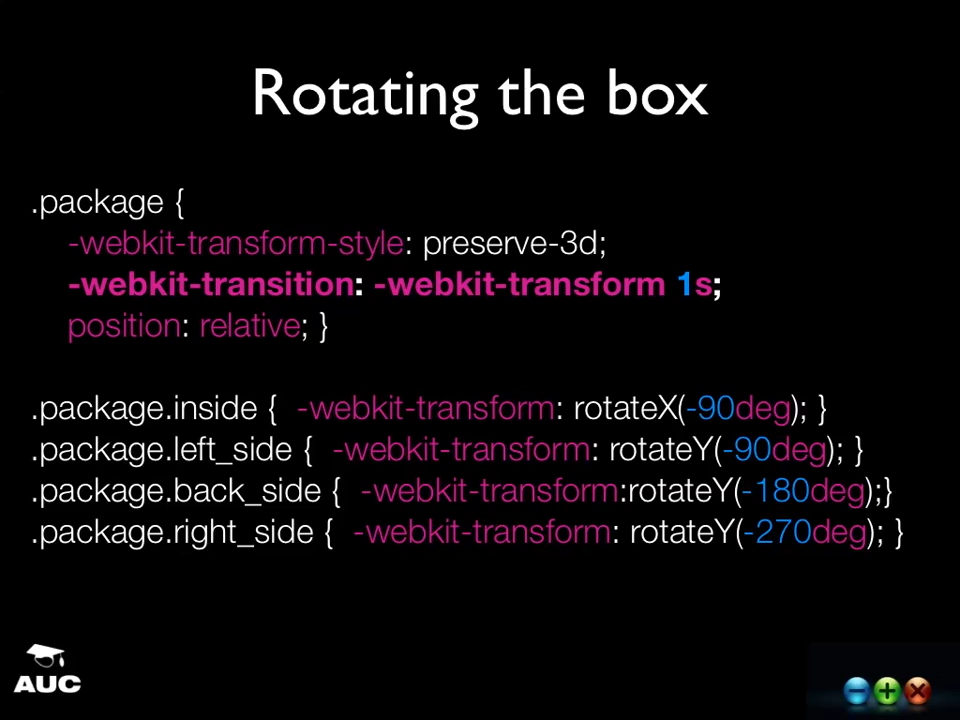 Rotating the box
.package {
-webkit-transform-style: preserve-3d;
-webkit-transition: -webkit-transform 1s;
position: relative; }
.package.inside { -webkit-transform: rotateX(-90deg); }
.package.left_side { -webkit-transform: rotateY(-90deg); }
.package.back_side { -webkit-transform:rotateY(-180deg);}
.package.right_side { -webkit-transform: rotateY(-270deg); }
AUC